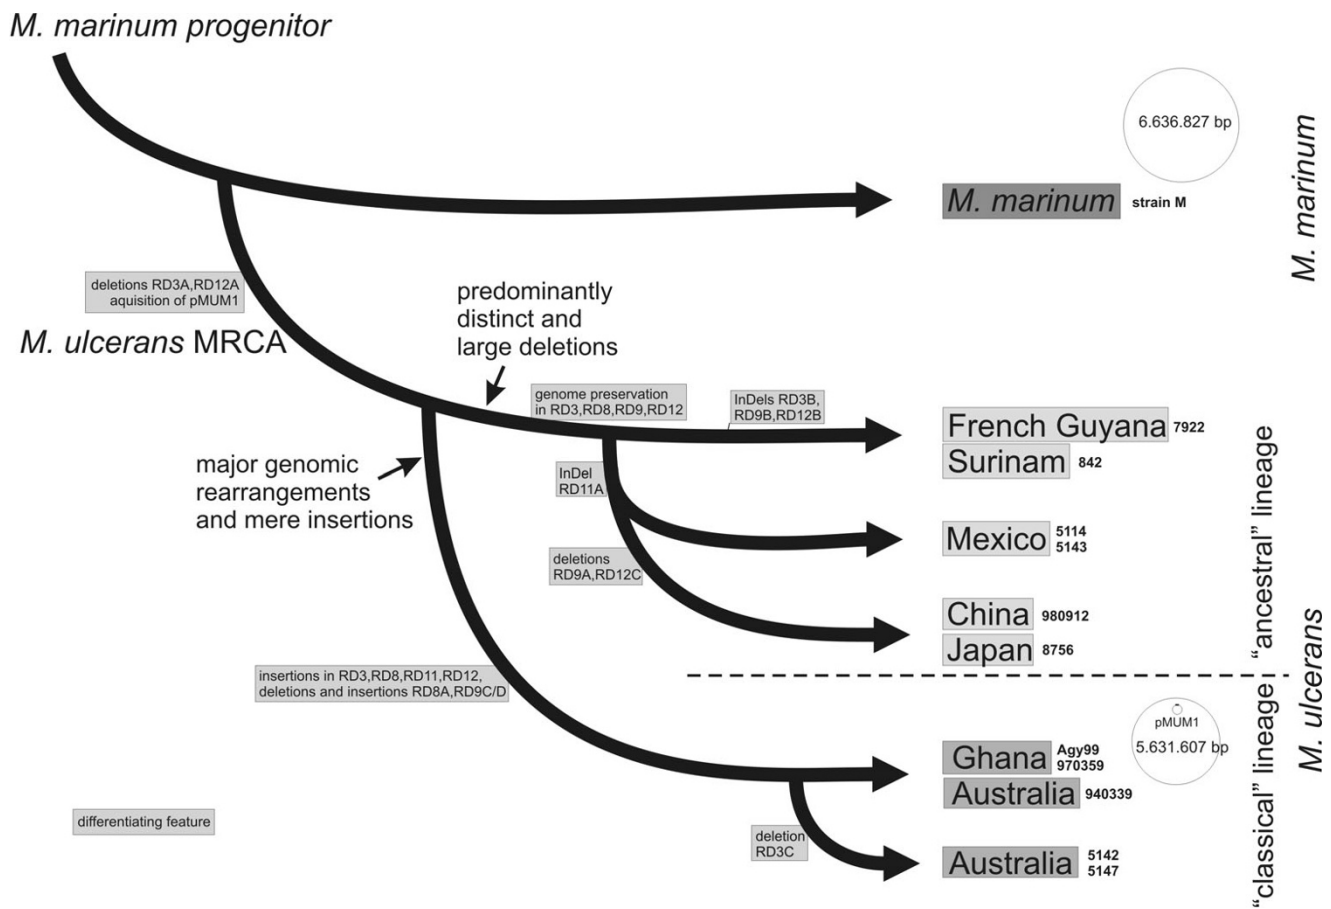 M. marinum progenitor
6.636.827 bp
M. marinum
strain M
M. marinum
deletions RD3A,RD12A
aquisition of pMUM1
M. ulcerans MRCA
predominantly
distinct and
large deletions
genome preservation
in RD3,RD8,RD9,RD12
InDels RD3B,
RD9B,RD12B
French Guyana
7922
Surinam
842
major genomic
rearrangements
and mere insertions
InDel
RD11A
Mexico
5114
5143
deletions
RD9A,RD12C
China
980912
Japan
8756
"ancestral" lineage
M. ulcerans
insertions in RD3,RD8,RD11,RD12,
deletions and insertions RD8A,RD9C/D
pMUM1
5.631.607 bp
Ghana
Agy99
970359
Australia
940339
differentiating feature
deletion
RD3C
Australia
5142
5147
"classical" lineage